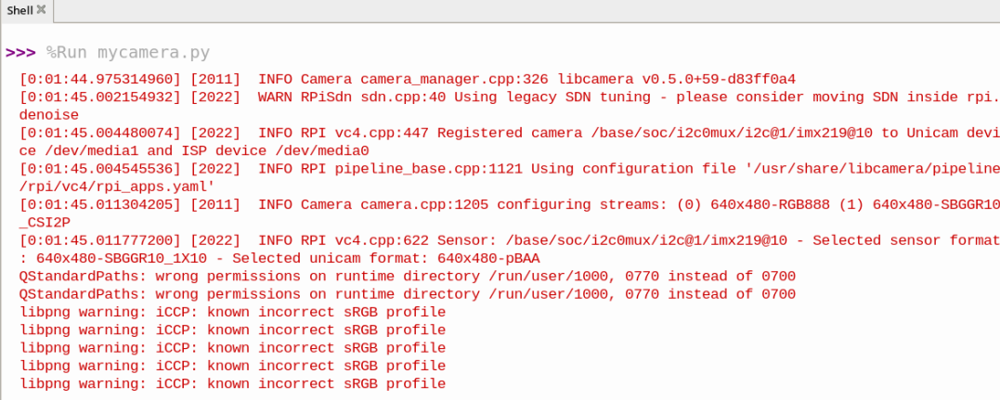 Shell
>>> %Run mycamera.py
[0:01:44.975314960] [2011]  INFO Camera camera_manager.cpp:326 libcamera v0.5.0+59-d83ff0a4
[0:01:45.002154932] [2022]  WARN RPiSdn sdn.cpp:40 Using legacy SDN tuning - please consider moving SDN inside rpi.
denoise
[0:01:45.004480074] [2022]  INFO RPI vc4.cpp:447 Registered camera /base/soc/i2c0mux/i2c@1/imx219@10 to Unicam devi
ce /dev/media1 and ISP device /dev/media0
[0:01:45.004545536] [2022]  INFO RPI pipeline_base.cpp:1121 Using configuration file '/usr/share/libcamera/pipeline
/rpi/vc4/rpi_apps.yaml'
[0:01:45.011304205] [2011]  INFO Camera camera.cpp:1205 configuring streams: (0) 640x480-RGB888 (1) 640x480-SBGGR10
_CSI2P
[0:01:45.011777200] [2022]  INFO RPI vc4.cpp:622 Sensor: /base/soc/i2c0mux/i2c@1/imx219@10 - Selected sensor format
: 640x480-SBGGR10_1X10 - Selected unicam format: 640x480-pBAA
QStandardPaths: wrong permissions on runtime directory /run/user/1000, 0770 instead of 0700
QStandardPaths: wrong permissions on runtime directory /run/user/1000, 0770 instead of 0700
libpng warning: iCCP: known incorrect sRGB profile
libpng warning: iCCP: known incorrect sRGB profile
libpng warning: iCCP: known incorrect sRGB profile
libpng warning: iCCP: known incorrect sRGB profile
libpng warning: iCCP: known incorrect sRGB profile